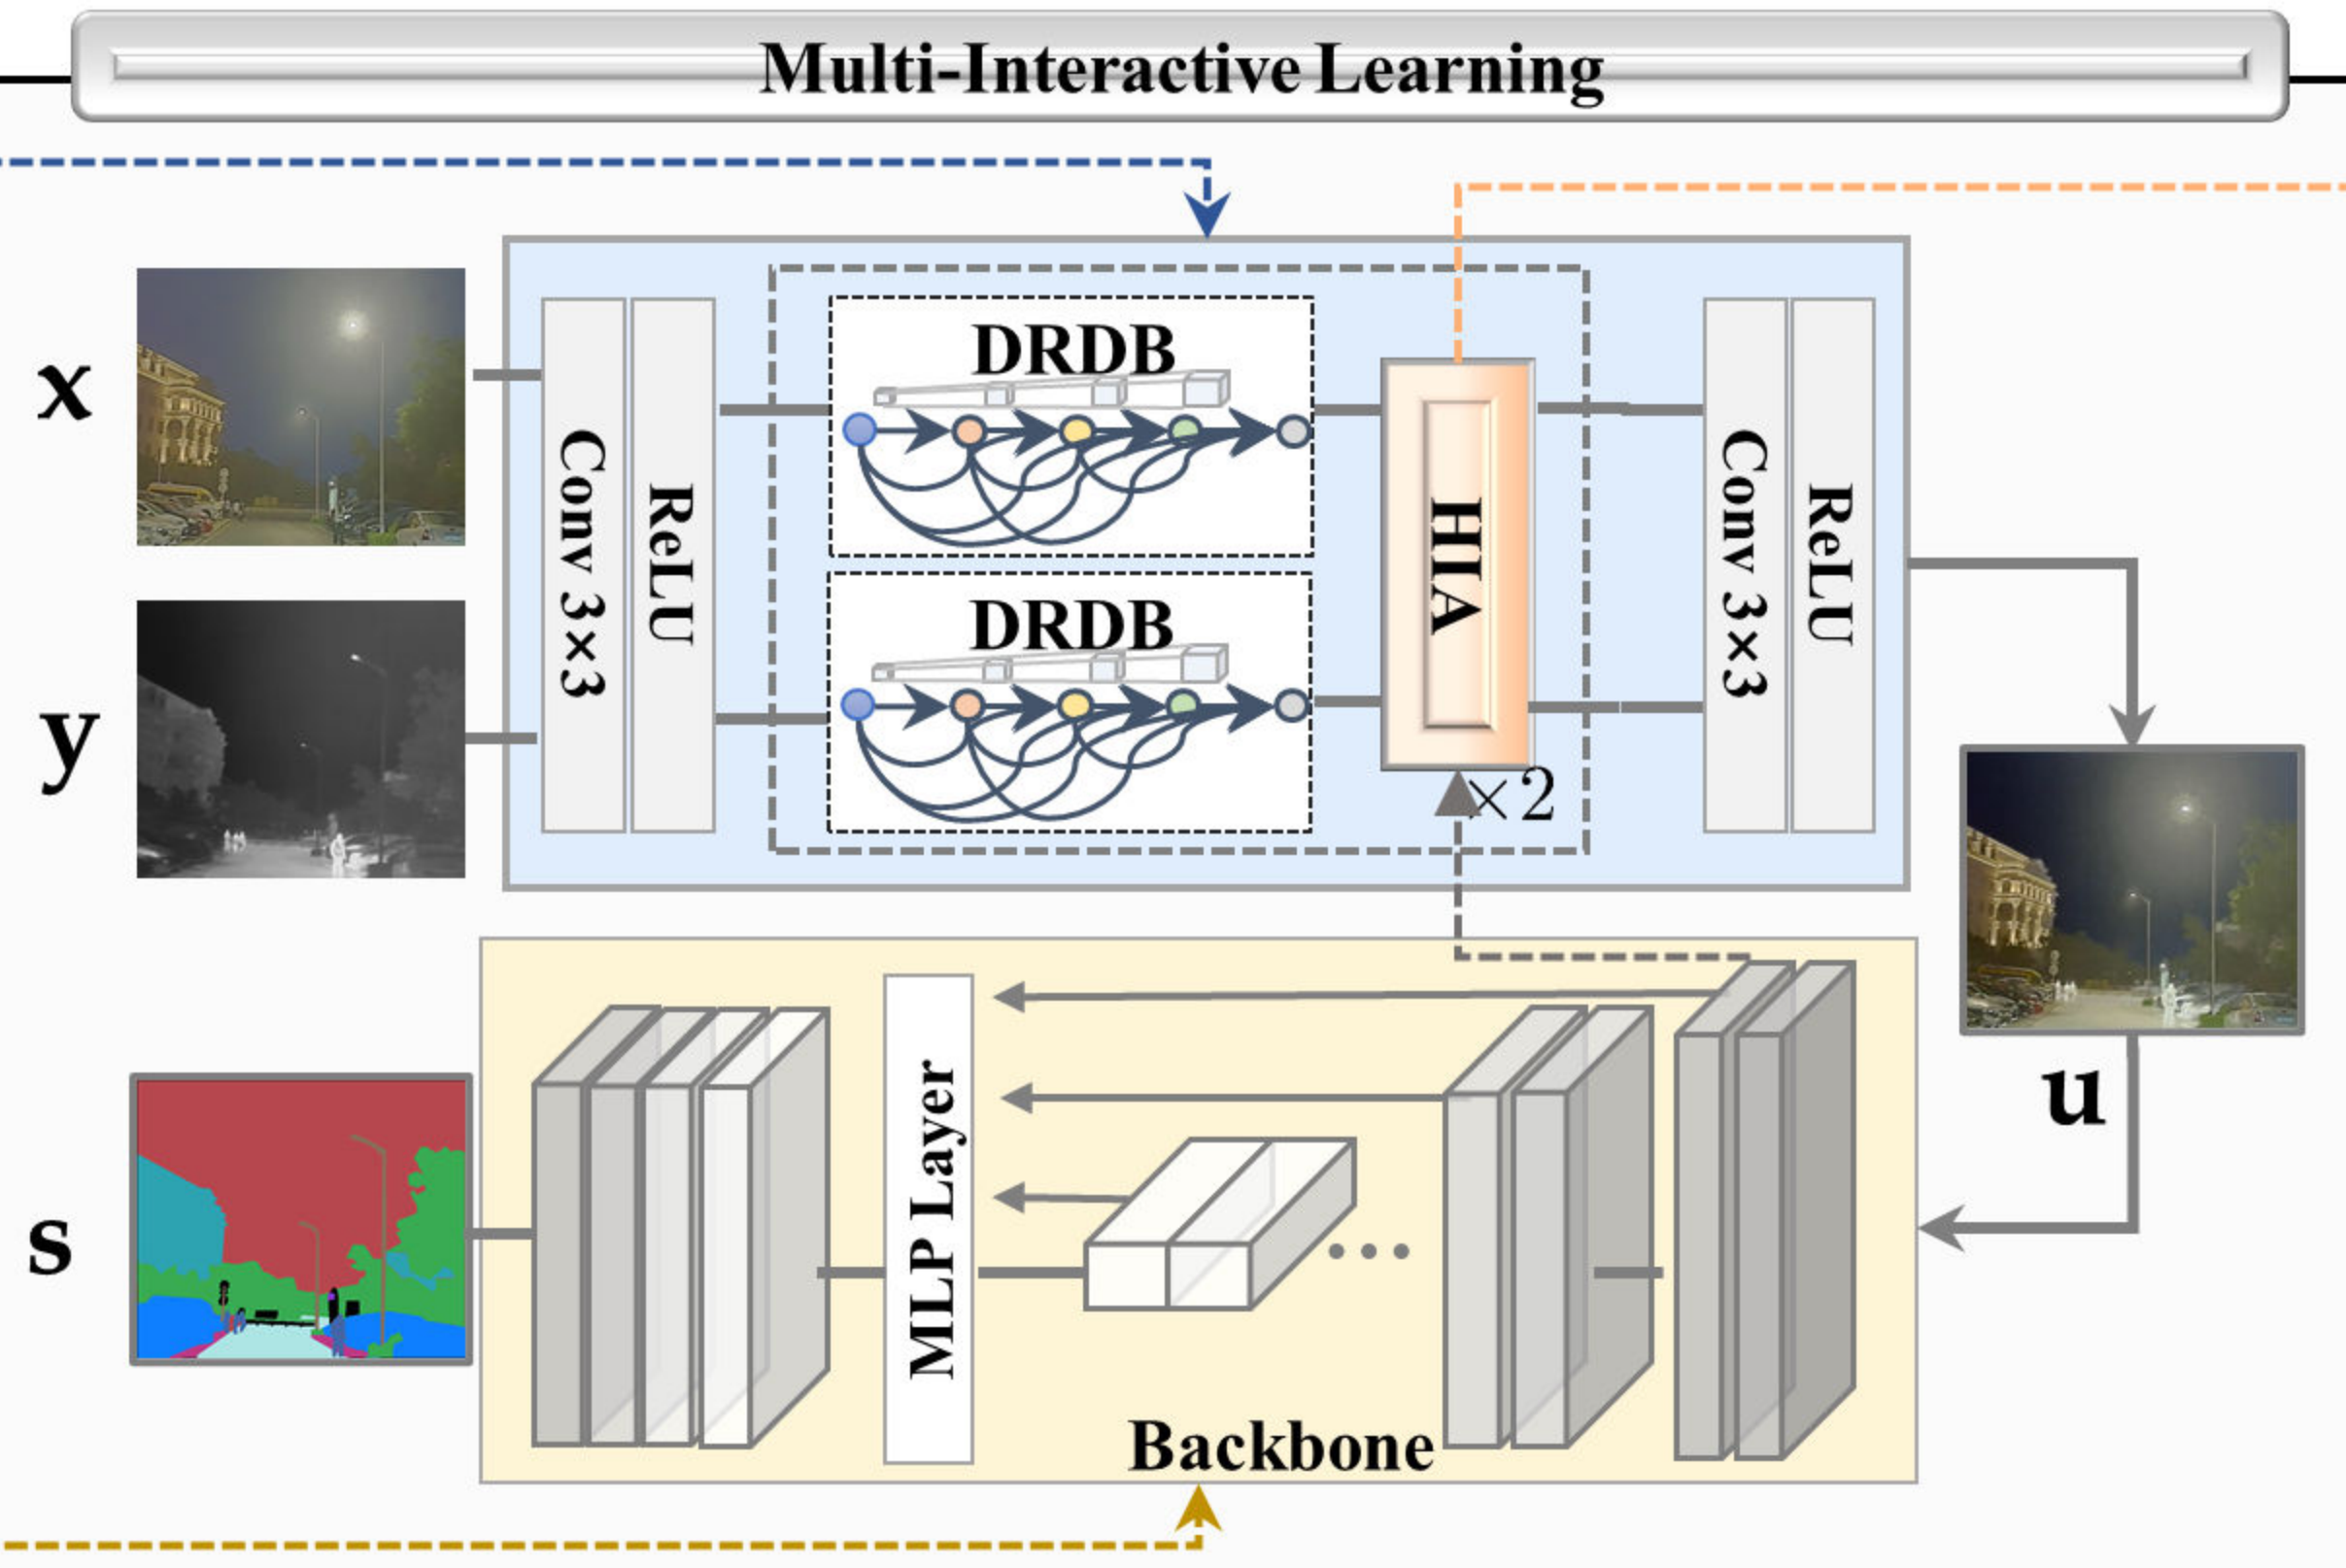 Multi-Interactive Learning
x
Conv 3×3
ReLU
DRDB
HIA
Conv 3×3
ReLU
y
DRDB
×2
u
s
MLP Layer
Backbone